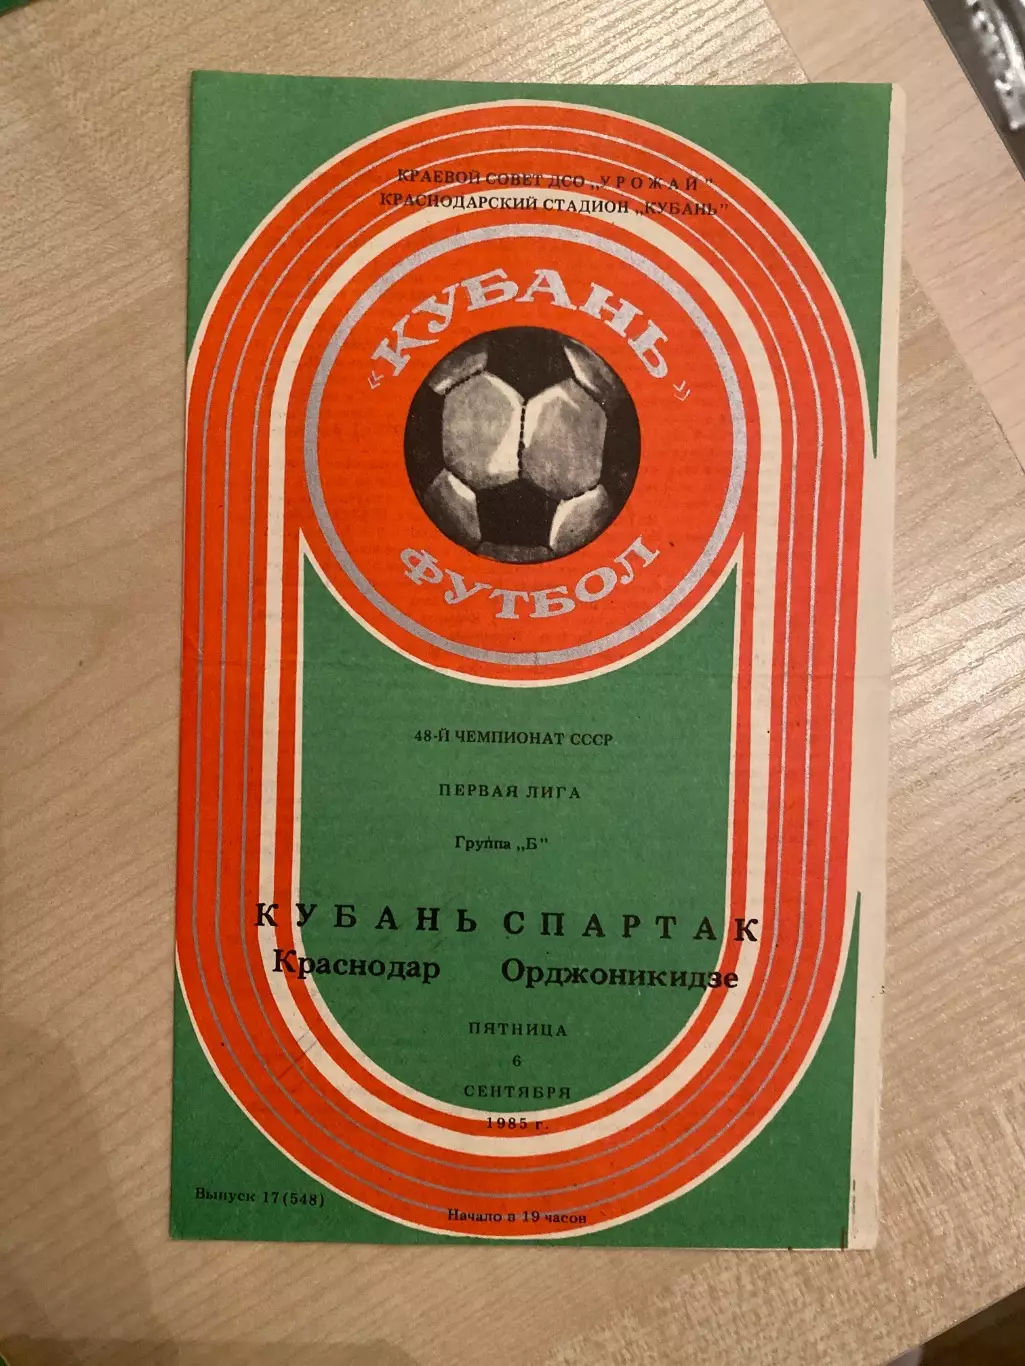 КРАЕВОЙ СОВЕТ ДСО „УРОЖАЙ"
КРАСНОДАРСКИЙ СТАДИОН „КУБАНЬ"
«КУБАНЬ»
ФУТБОЛ
48-Й ЧЕМПИОНАТ СССР
ПЕРВАЯ ЛИГА
Группа „Б"
КУБАНЬ СПАРТАК
Краснодар Орджоникидзе
ПЯТНИЦА
6
СЕНТЯБРЯ
1985 г.
Выпуск 17(548)
Начало в 19 часов